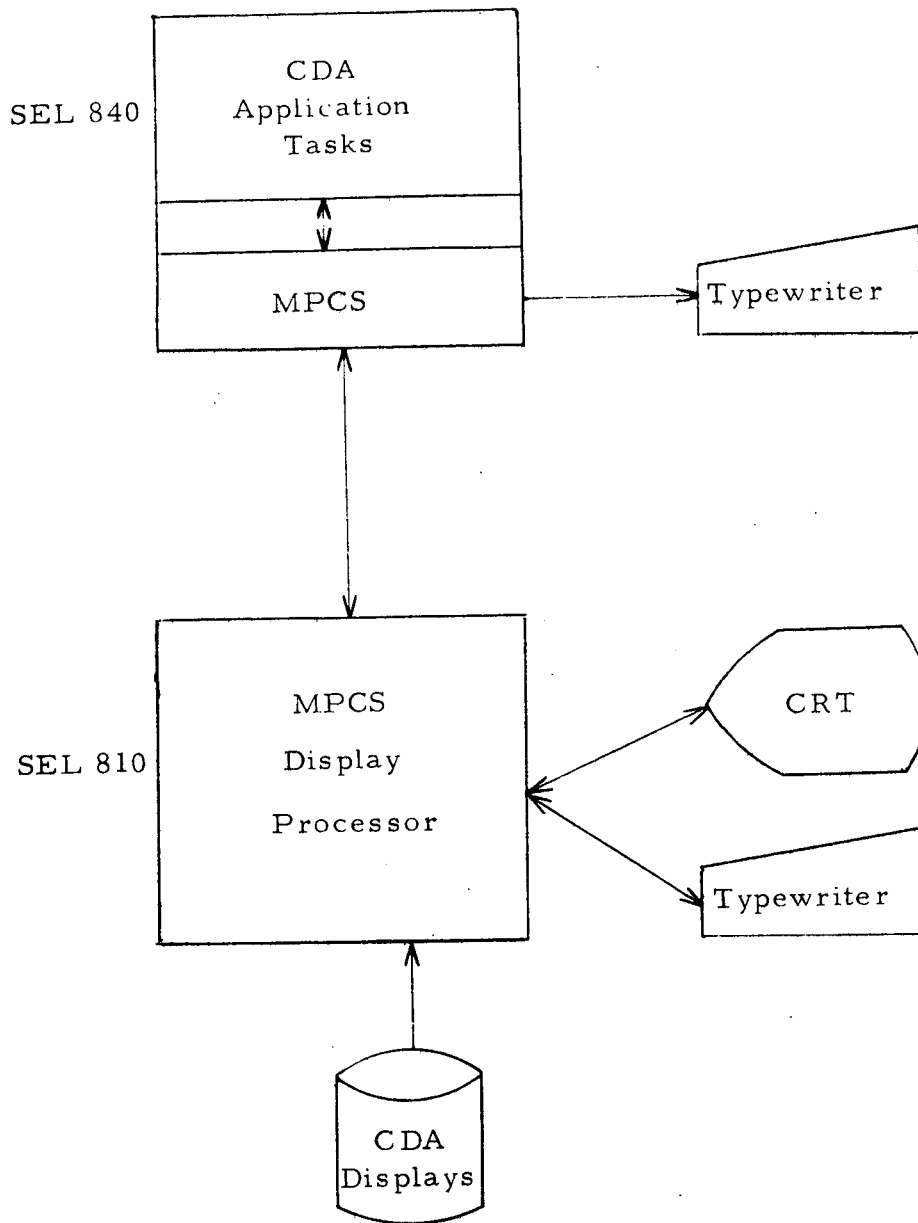 CDA
SEL 840
Application
Tasks
MPCS
Typewriter
MPCS
CRT
SEL 810
Display
Processor
Typewriter
CDA
Displays